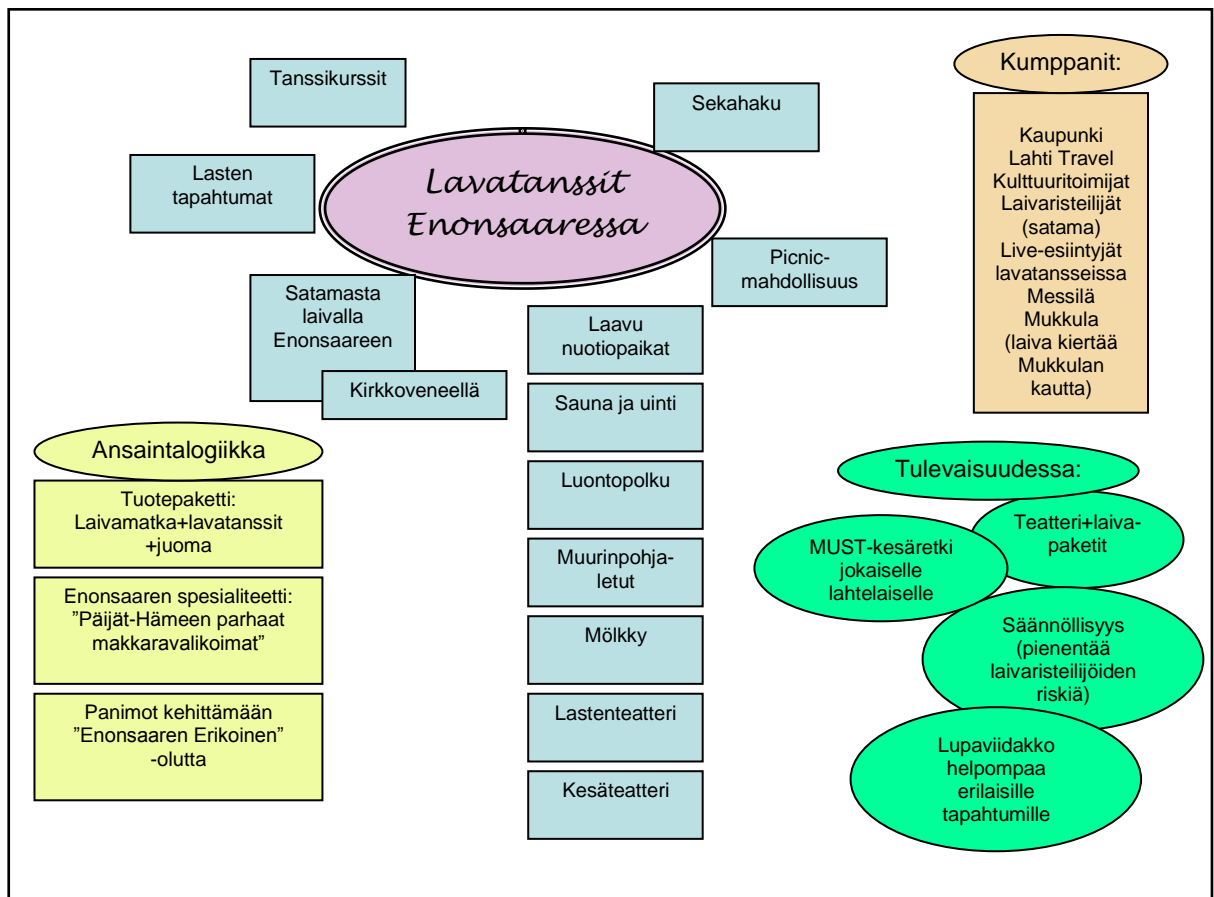 Tanssikurssit
Sekahaku
Lasten
tapahtumat
Lavatanssit
Enonsaaressa
Picnic-
mahdollisuus
Satamasta
laivalla
Enonsaareen
Kirkkoveneellä
Laavu
nuotiopaikat
Sauna ja uinti
Luontopolku
Muurinpohja-
letut
Mölkky
Lastenteatteri
Kesäteatteri
Kumppanit:
Kaupunki
Lahti Travel
Kulttuuritoimijat
Laivaristeilijät
(satama)
Live-esiintyjät
lavatansseissa
Messilä
Mukkula
(laiva kiertää
Mukkulan
kautta)
Ansaintalogiikka
Tuotepaketti:
Laivamatka+lavatanssit
+juoma
Enonsaaren spesialiteetti:
”Päijät-Hämeen parhaat
makkaravalikoimat”
Panimot kehittämään
”Enonsaaren Erikoinen”
-olutta
Tulevaisuudessa:
Teatteri+laiva-
paketit
MUST-kesäretki
jokaiselle
lahtelaiselle
Säännöllisyys
(pienentää
laivaristeilijöiden
riskiä)
Lupaviidakko
helpompaa
erilaisille
tapahtumille